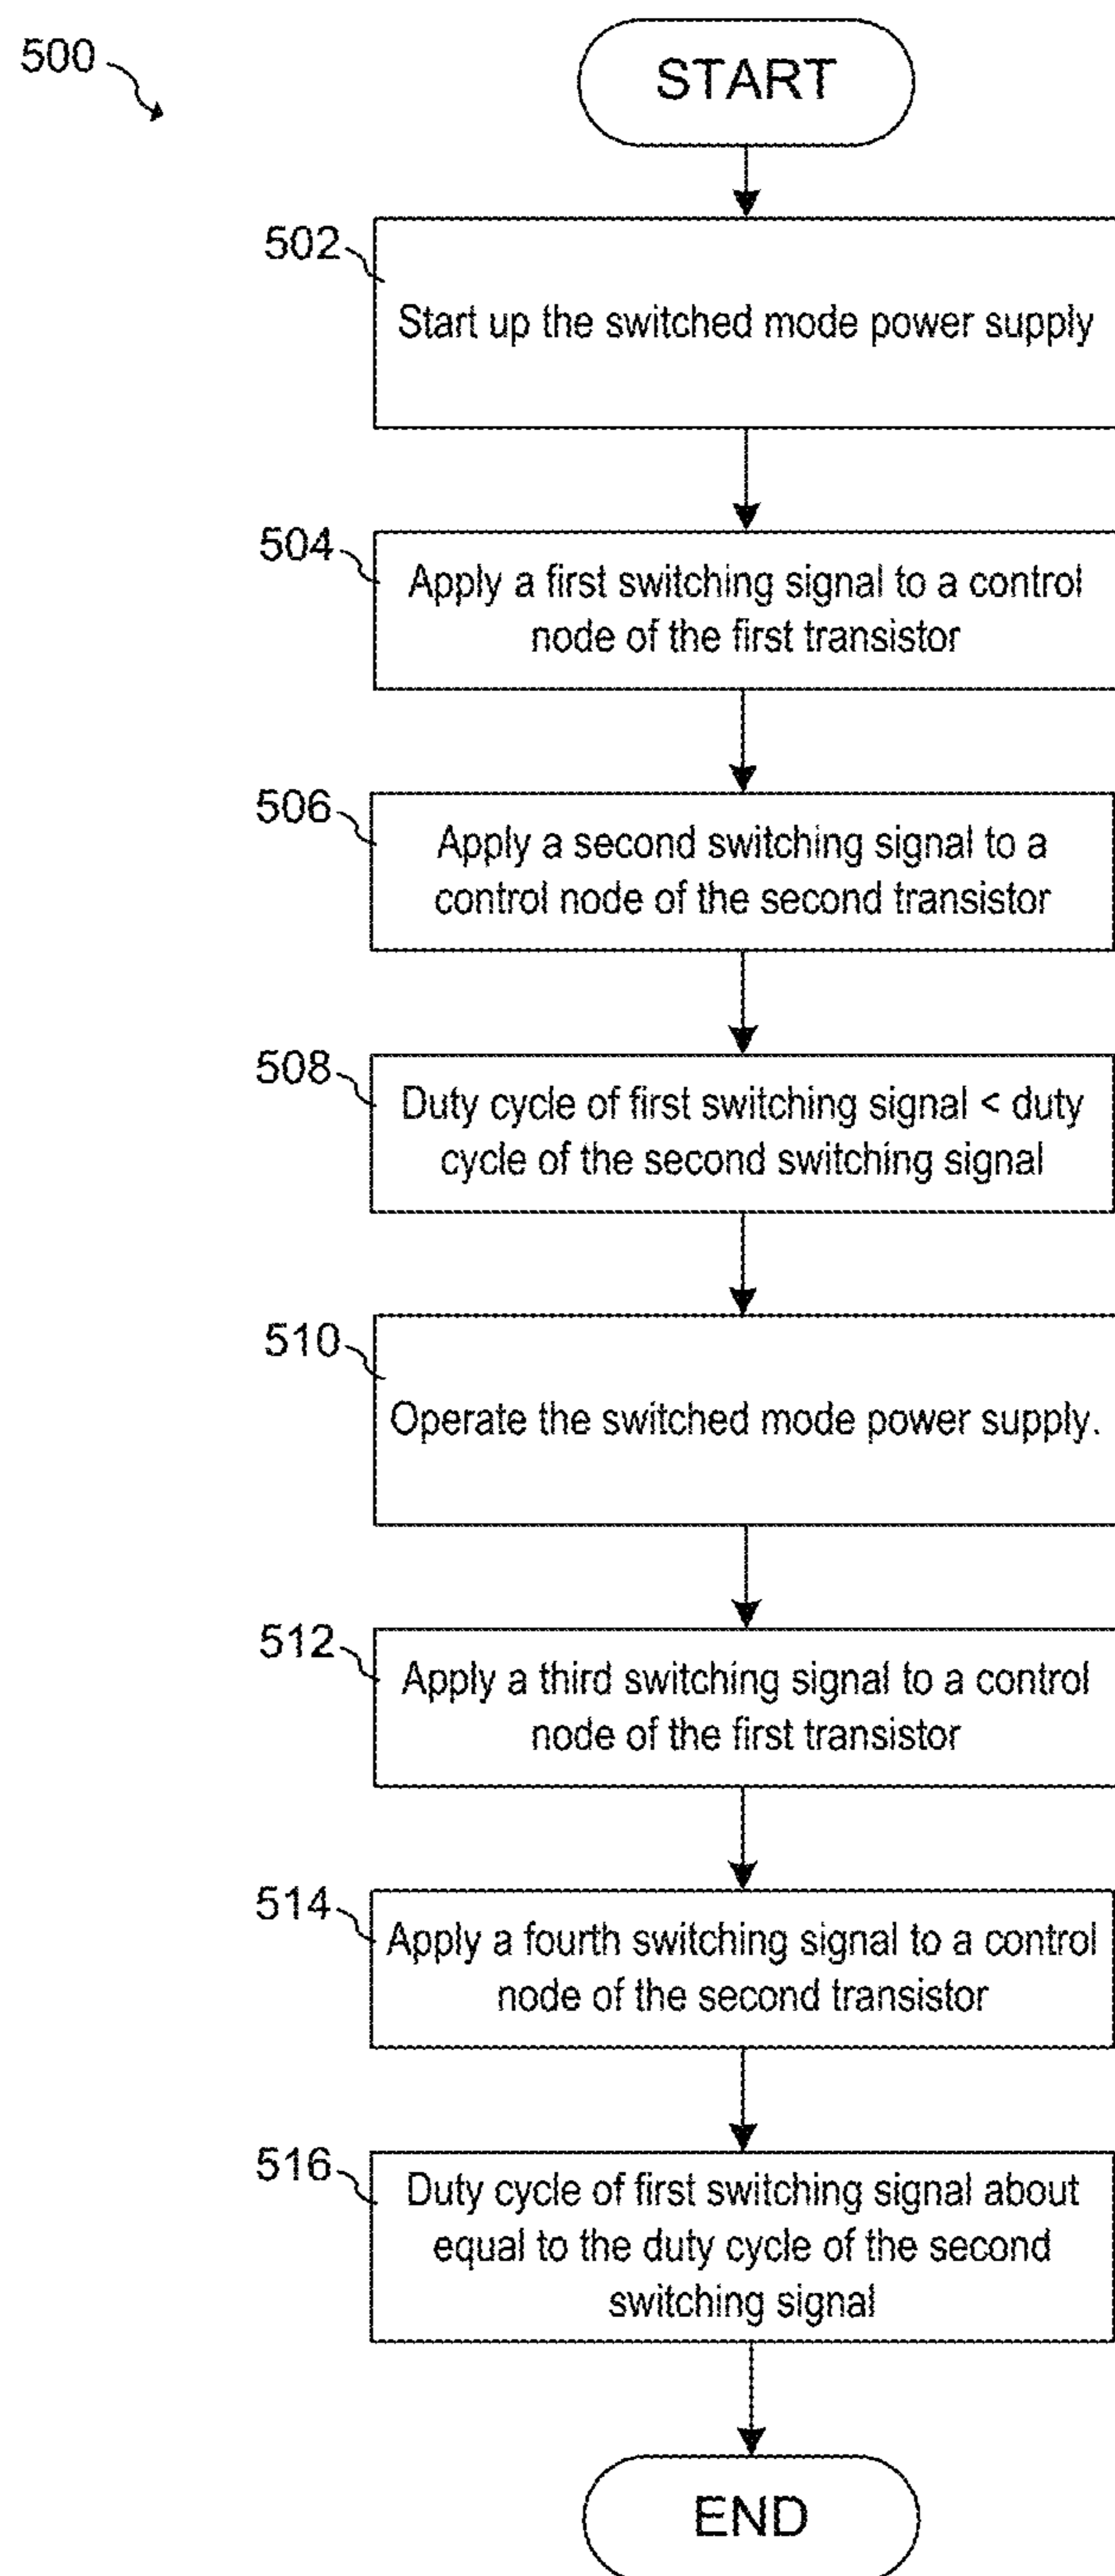 500
START
502
Start up the switched mode power supply
504
Apply a first switching signal to a control
node of the first transistor
506
Apply a second switching signal to a
control node of the second transistor
508
Duty cycle of first switching signal < duty
cycle of the second switching signal
510
Operate the switched mode power supply.
512
Apply a third switching signal to a control
node of the first transistor
514
Apply a fourth switching signal to a control
node of the second transistor
516
Duty cycle of first switching signal about
equal to the duty cycle of the second
switching signal
END